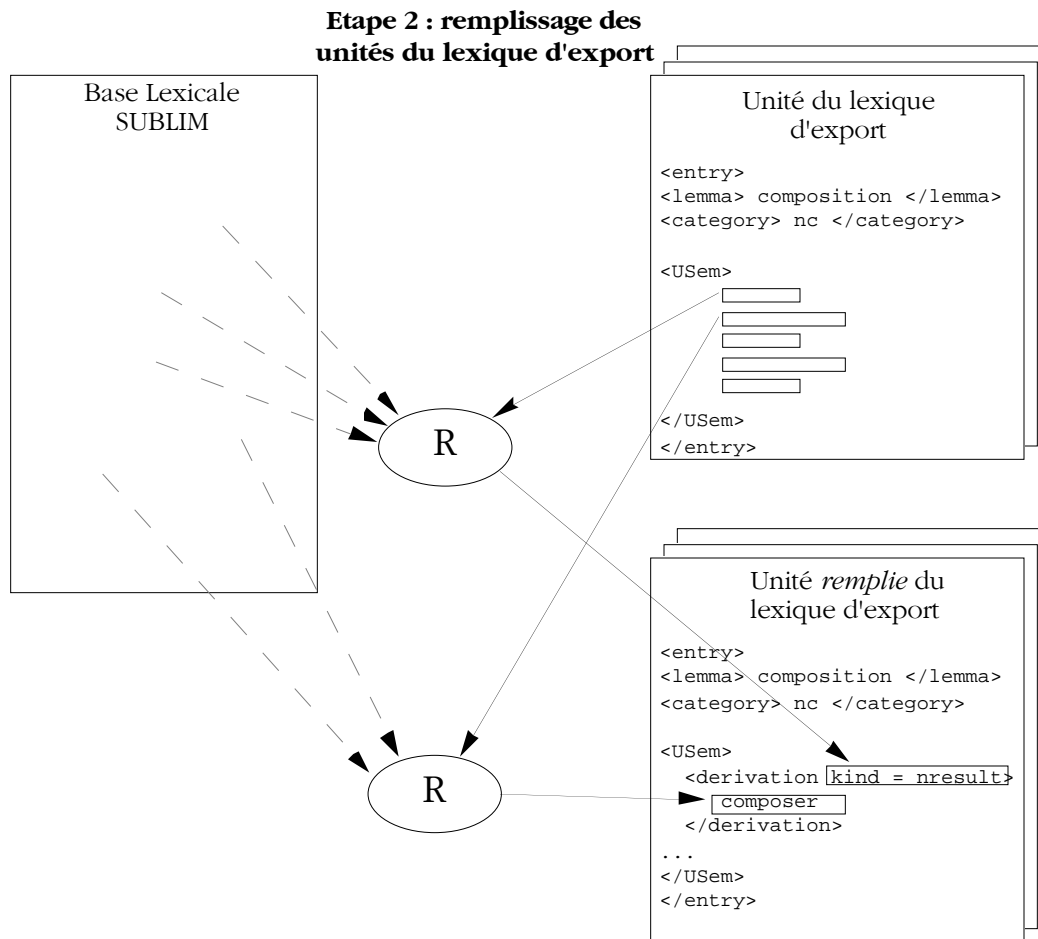 Etape 2 : remplissage des
unités du lexique d'export
Base Lexicale
SUBLIM
Unité du lexique
d'export
<entry>
<lemma> composition </lemma>
<category> nc </category>
<USem>
</USem>
</entry>
R
R
Unité remplie du
lexique d'export
<entry>
<lemma> composition </lemma>
<category> nc </category>
<USem>
<derivation kind = nresult>
composer
</derivation>
...
</USem>
</entry>